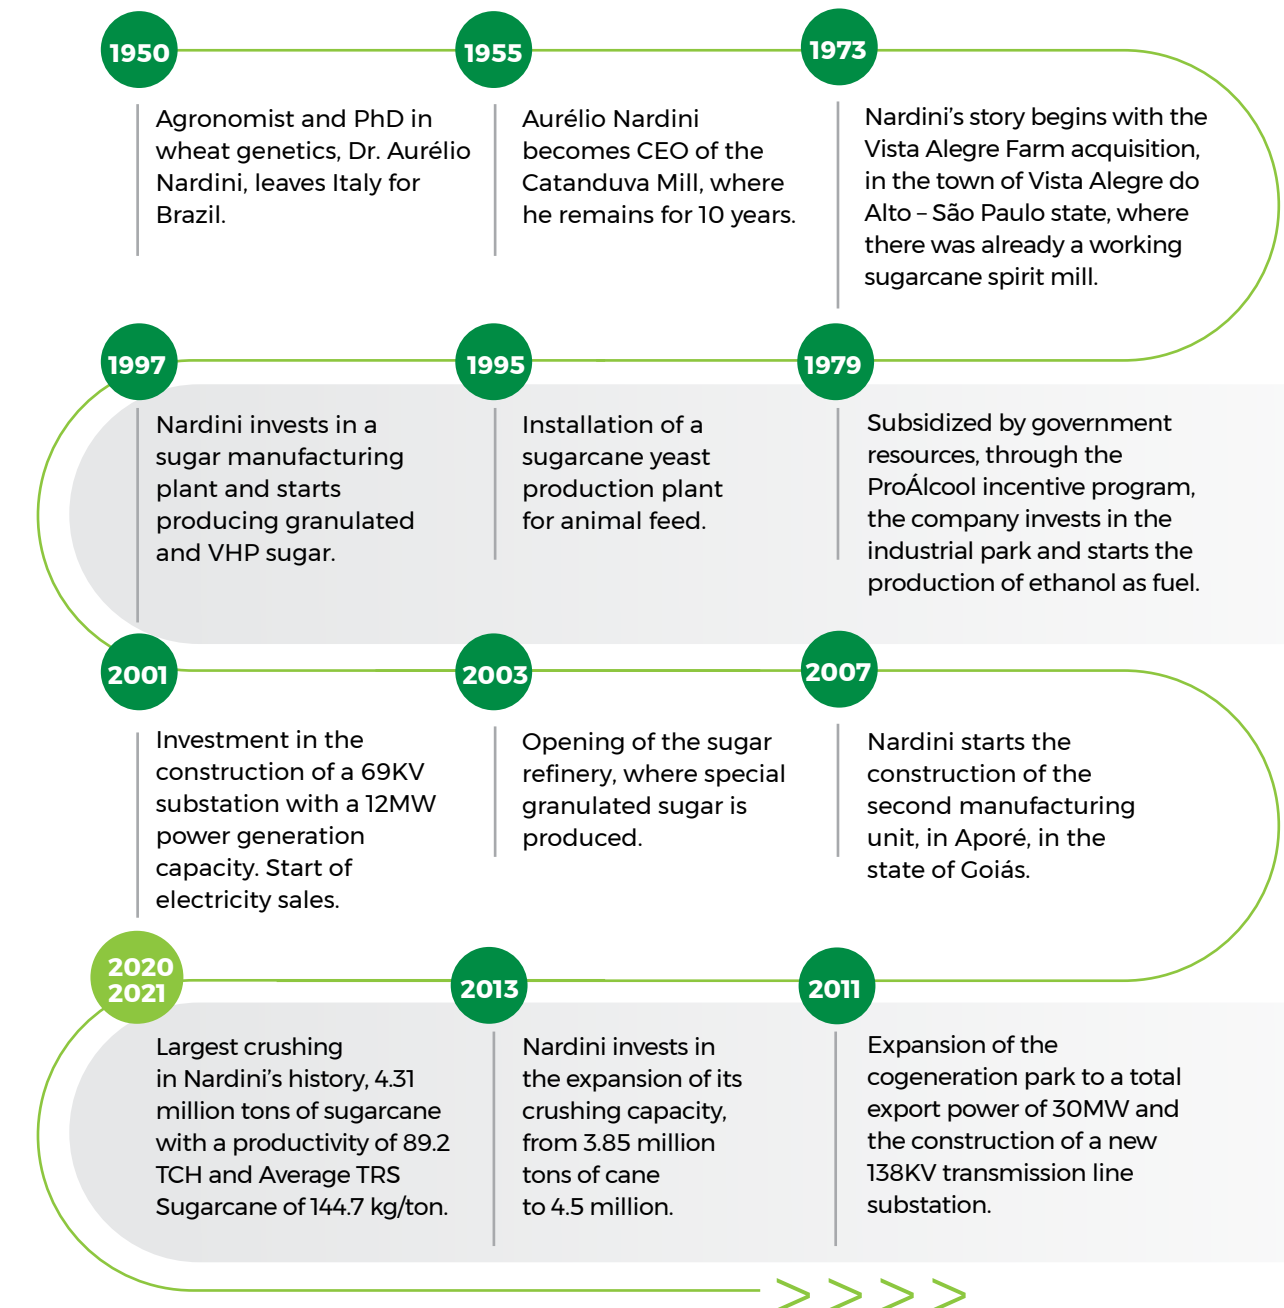 1950
Agronomist and PhD in
wheat genetics, Dr. Aurélio
Nardini, leaves Italy for
Brazil.
1955
Aurélio Nardini
becomes CEO of the
Catanduva Mill, where
he remains for 10 years.
1973
Nardini’s story begins with the
Vista Alegre Farm acquisition,
in the town of Vista Alegre do
Alto – São Paulo state, where
there was already a working
sugarcane spirit mill.
1979
Subsidized by government
resources, through the
ProÁlcool incentive program,
the company invests in the
industrial park and starts the
production of ethanol as fuel.
1995
Installation of a
sugarcane yeast
production plant
for animal feed.
1997
Nardini invests in a
sugar manufacturing
plant and starts
producing granulated
and VHP sugar.
2001
Investment in the
construction of a 69KV
substation with a 12MW
power generation
capacity. Start of
electricity sales.
2003
Opening of the sugar
refinery, where special
granulated sugar is
produced.
2007
Nardini starts the
construction of the
second manufacturing
unit, in Aporé, in the
state of Goiás.
2011
Expansion of the
cogeneration park to a total
export power of 30MW and
the construction of a new
138KV transmission line
substation.
2013
Nardini invests in
the expansion of its
crushing capacity,
from 3.85 million
tons of cane
to 4.5 million.
2020
2021
Largest crushing
in Nardini’s history, 4.31
million tons of sugarcane
with a productivity of 89.2
TCH and Average TRS
Sugarcane of 144.7 kg/ton.